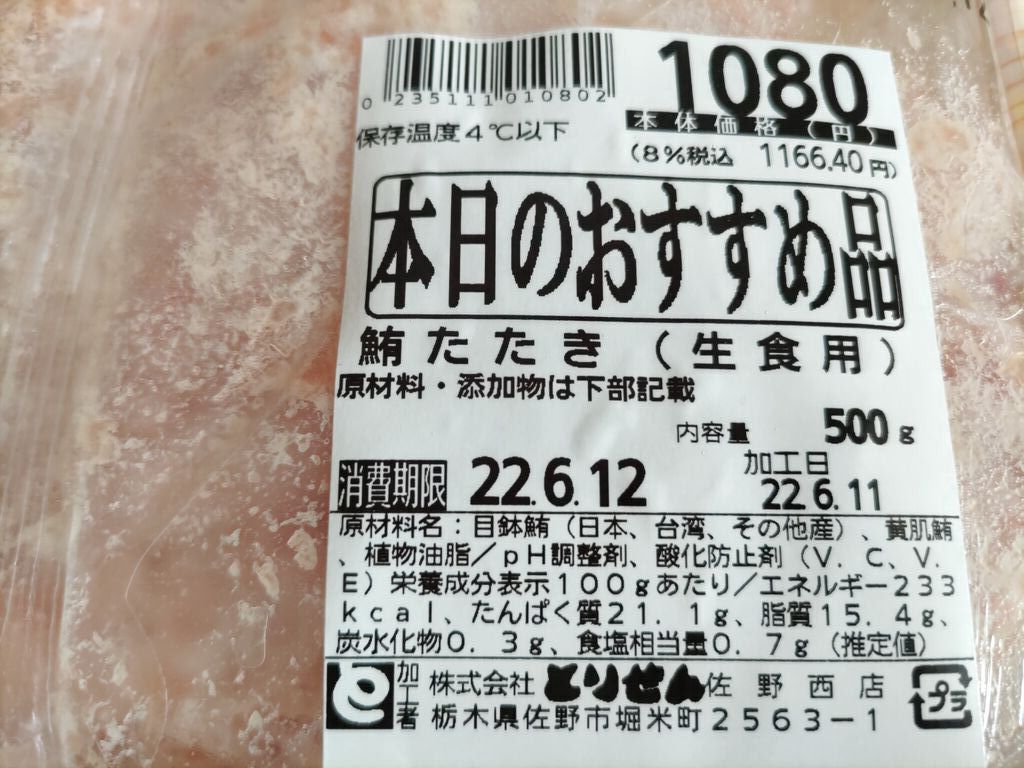 1080
0 235111 010802
本体価格(円)
保存温度4℃以下
(8%税込 1166.40円)
本日のおすすめ品
鮪たたき(生食用)
原材料・添加物は下部記載
内容量 500g
消費期限 22.6.12
加工日
22.6.11
原材料名:目鉢鮪(日本、台湾、その他産)、黄肌鮪
、植物油脂/pH調整剤、酸化防止剤(V.C、V.
E)栄養成分表示100gあたり/エネルギー233
kcal、たんぱく質21.1g、脂質15.4g、
炭水化物0.3g、食塩相当量0.7g(推定値)
加工者 株式会社とりせん佐野西店
栃木県佐野市堀米町2563-1
プラ